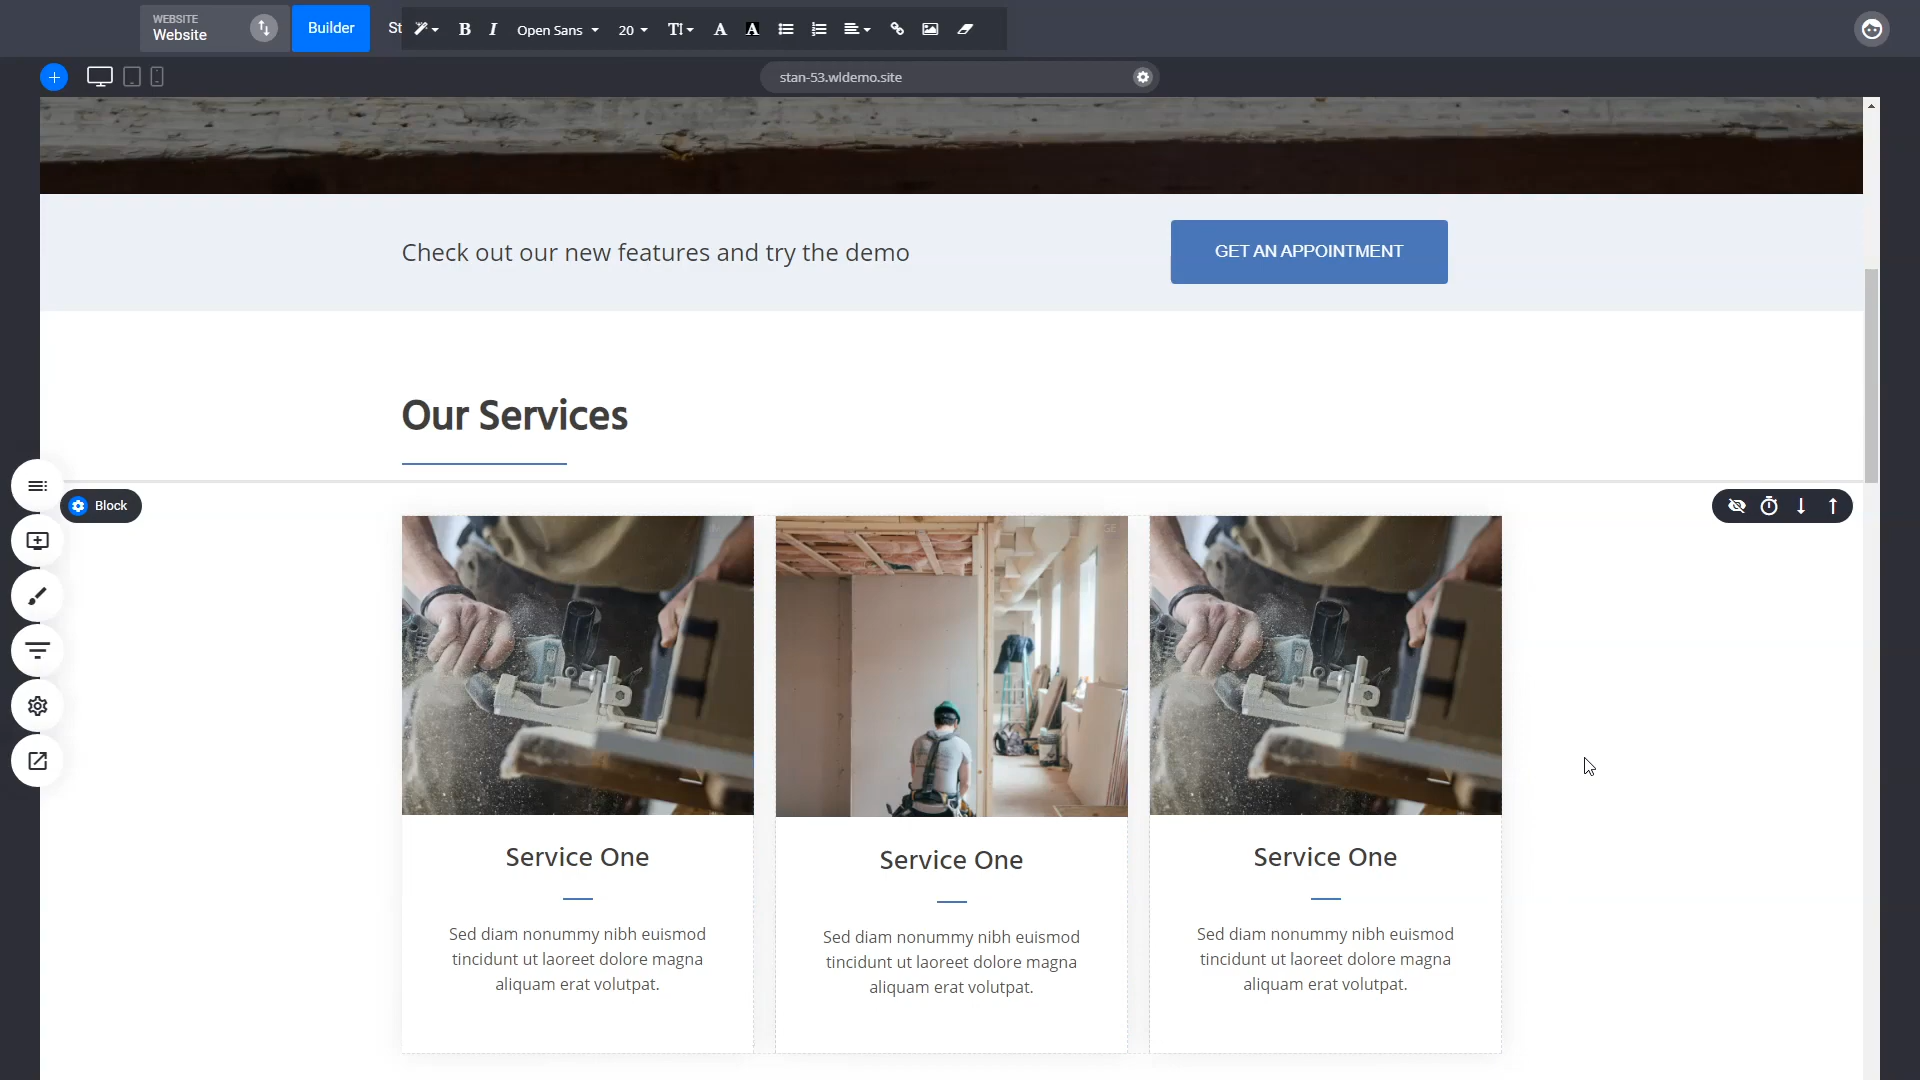 WEBSITE
Website
Builder
St
B
I
Open Sans
20
stan-53.wldemo.site
Check out our new features and try the demo
GET AN APPOINTMENT
Our Services
Block
Service One
Sed diam nonummy nibh euismod
tincidunt ut laoreet dolore magna
aliquam erat volutpat.
Service One
Sed diam nonummy nibh euismod
tincidunt ut laoreet dolore magna
aliquam erat volutpat.
Service One
Sed diam nonummy nibh euismod
tincidunt ut laoreet dolore magna
aliquam erat volutpat.